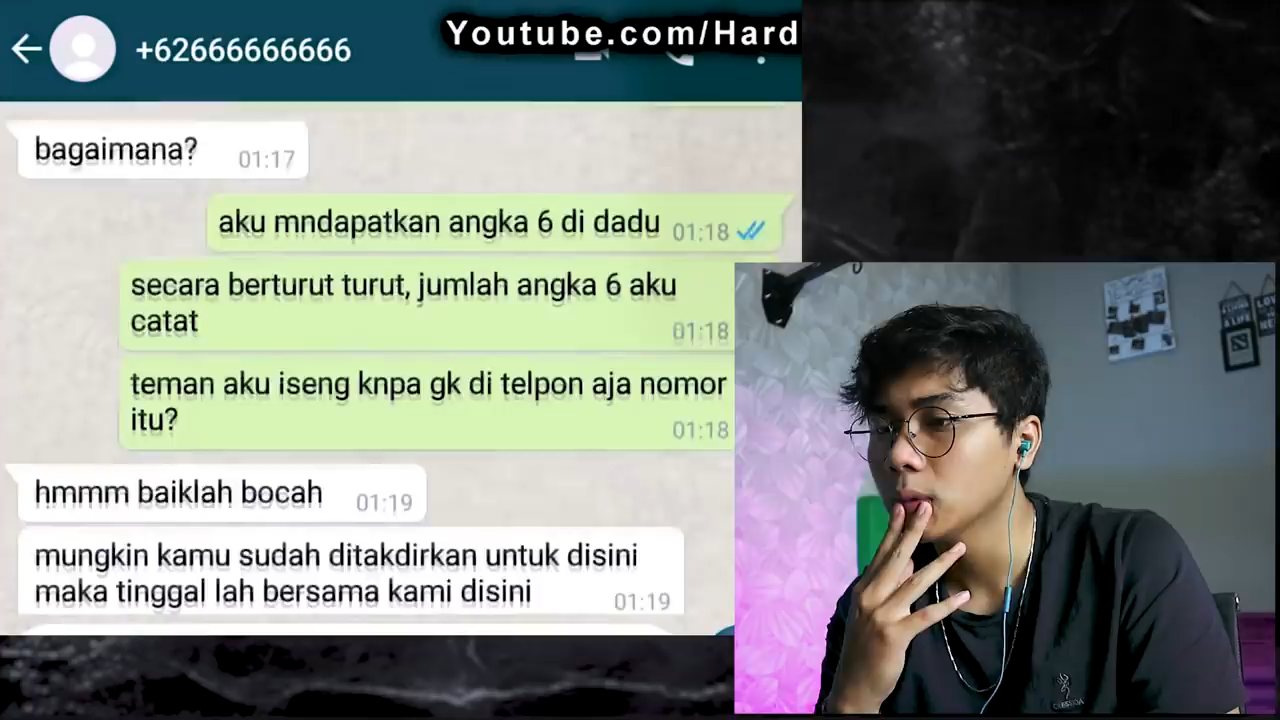 Youtube.com/Hard
+62666666666
bagaimana? 01:17
aku mndapatkan angka 6 di dadu 01:18
secara berturut turut, jumlah angka 6 aku
catat 01:18
teman aku iseng knpa gk di telpon aja nomor
itu? 01:18
hmmm baiklah bocah 01:19
mungkin kamu sudah ditakdirkan untuk disini
maka tinggal lah bersama kami disini 01:19